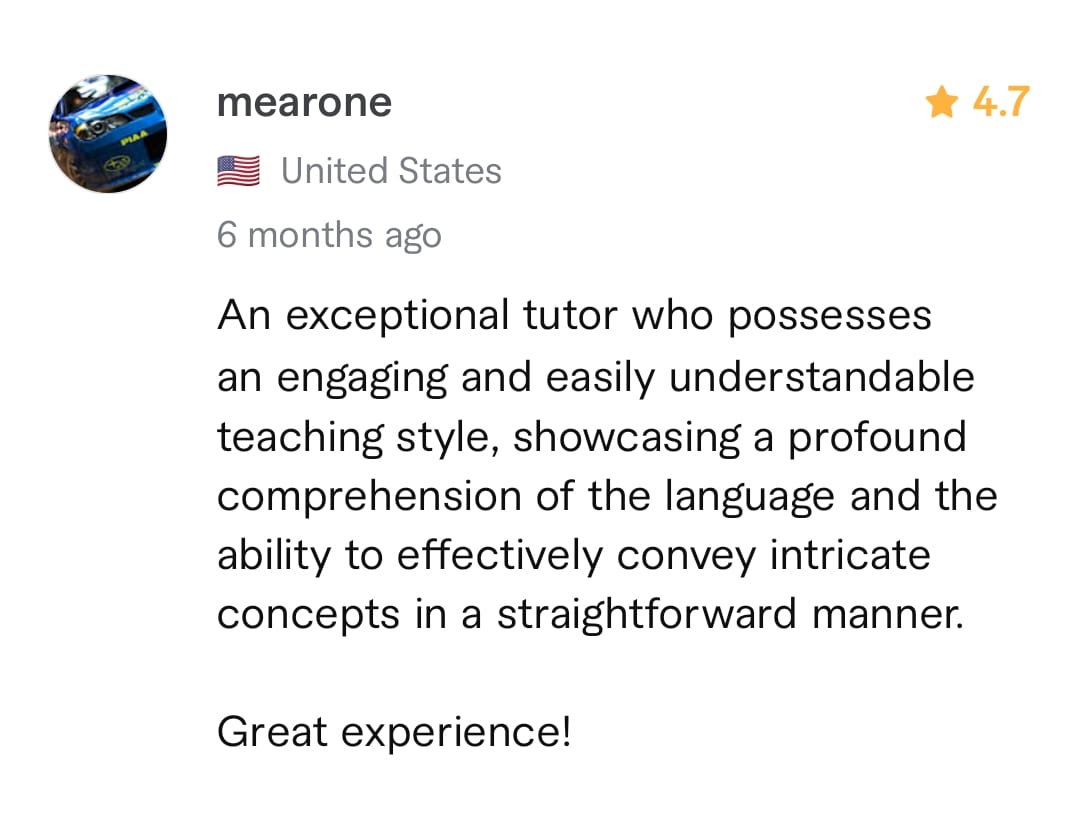 mearone
4.7
United States
6 months ago
An exceptional tutor who possesses
an engaging and easily understandable
teaching style, showcasing a profound
comprehension of the language and the
ability to effectively convey intricate
concepts in a straightforward manner.
Great experience!
PIAA